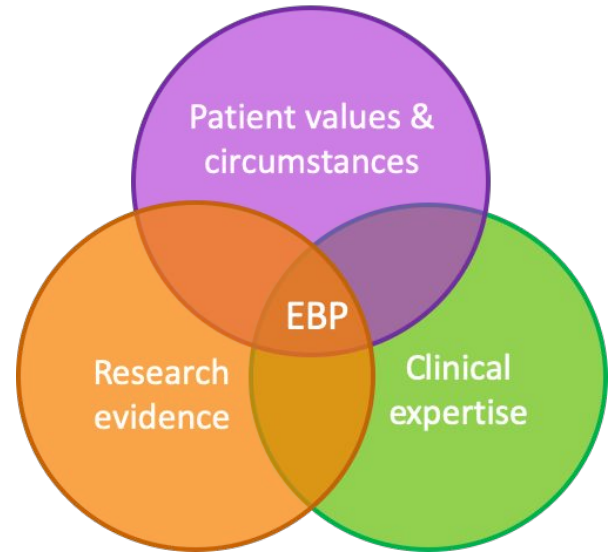 Patient values &
circumstances
EBP
Research
evidence
Clinical
expertise